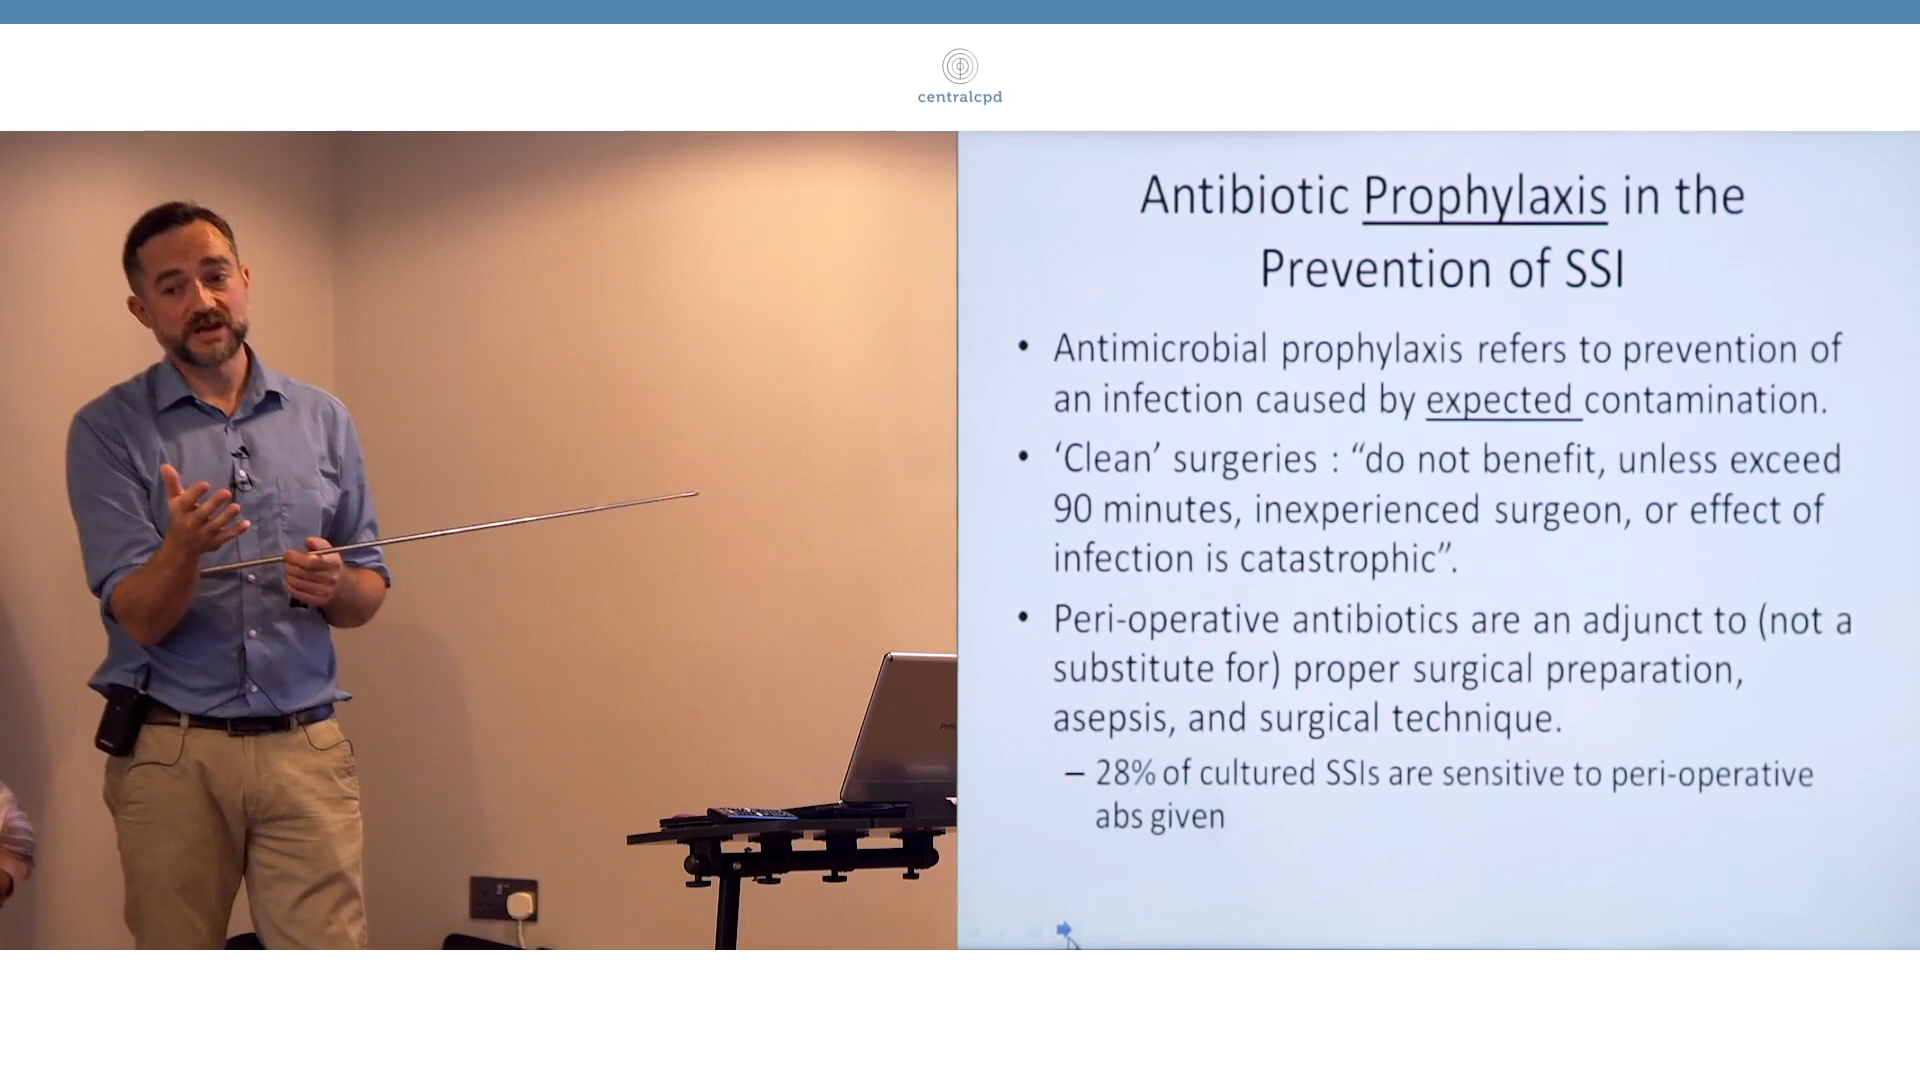 centralcpd
Antibiotic Prophylaxis in the
Prevention of SSI
• Antimicrobial prophylaxis refers to prevention of
an infection caused by expected contamination.
• ‘Clean’ surgeries : “do not benefit, unless exceed
90 minutes, inexperienced surgeon, or effect of
infection is catastrophic”.
• Peri-operative antibiotics are an adjunct to (not a
substitute for) proper surgical preparation,
asepsis, and surgical technique.
– 28% of cultured SSIs are sensitive to peri-operative
abs given